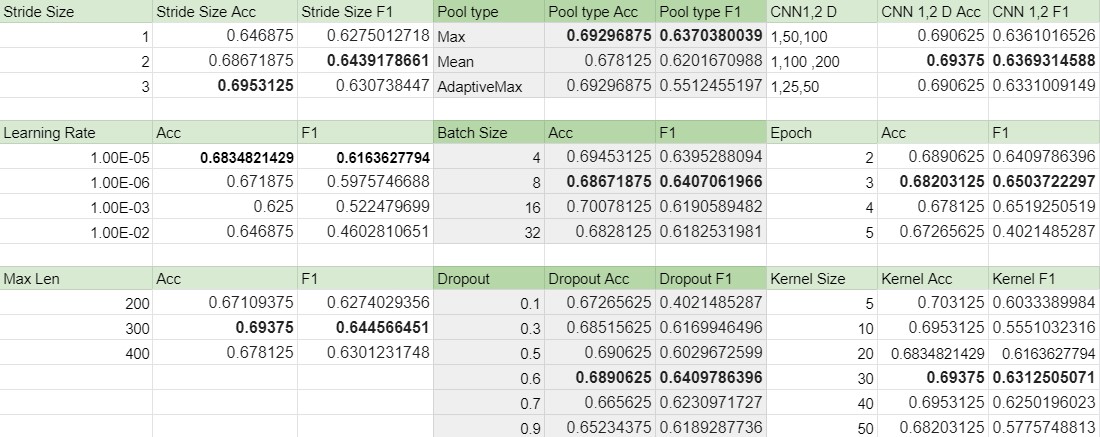 Stride Size Stride Size Acc Stride Size F1 Pool type Pool type Acc Pool type F1 CNN1,2 D CNN 1,2 D Acc CNN 1,2 F1
1 0.646875 0.6275012718 Max 0.69296875 0.6370380039 1,50,100 0.690625 0.6361016526
2 0.68671875 0.6439178661 Mean 0.678125 0.6201670988 1,100 ,200 0.69375 0.6369314588
3 0.6953125 0.630738447 AdaptiveMax 0.69296875 0.5512455197 1,25,50 0.690625 0.6331009149
Learning Rate Acc F1 Batch Size Acc F1 Epoch Acc F1
1.00E-05 0.6834821429 0.6163627794 4 0.69453125 0.6395288094 2 0.6890625 0.6409786396
1.00E-06 0.671875 0.5975746688 8 0.68671875 0.6407061966 3 0.68203125 0.6503722297
1.00E-03 0.625 0.522479699 16 0.70078125 0.6190589482 4 0.678125 0.6519250519
1.00E-02 0.646875 0.4602810651 32 0.6828125 0.6182531981 5 0.67265625 0.4021485287
Max Len Acc F1 Dropout Dropout Acc Dropout F1 Kernel Size Kernel Acc Kernel F1
200 0.67109375 0.6274029356 0.1 0.67265625 0.4021485287 5 0.703125 0.6033389984
300 0.69375 0.644566451 0.3 0.68515625 0.6169946496 10 0.6953125 0.5551032316
400 0.678125 0.6301231748 0.5 0.690625 0.6029672599 20 0.6834821429 0.6163627794
0.6 0.6890625 0.6409786396 30 0.69375 0.6312505071
0.7 0.665625 0.6230971727 40 0.6953125 0.6250196023
0.9 0.65234375 0.6189287736 50 0.68203125 0.5775748813